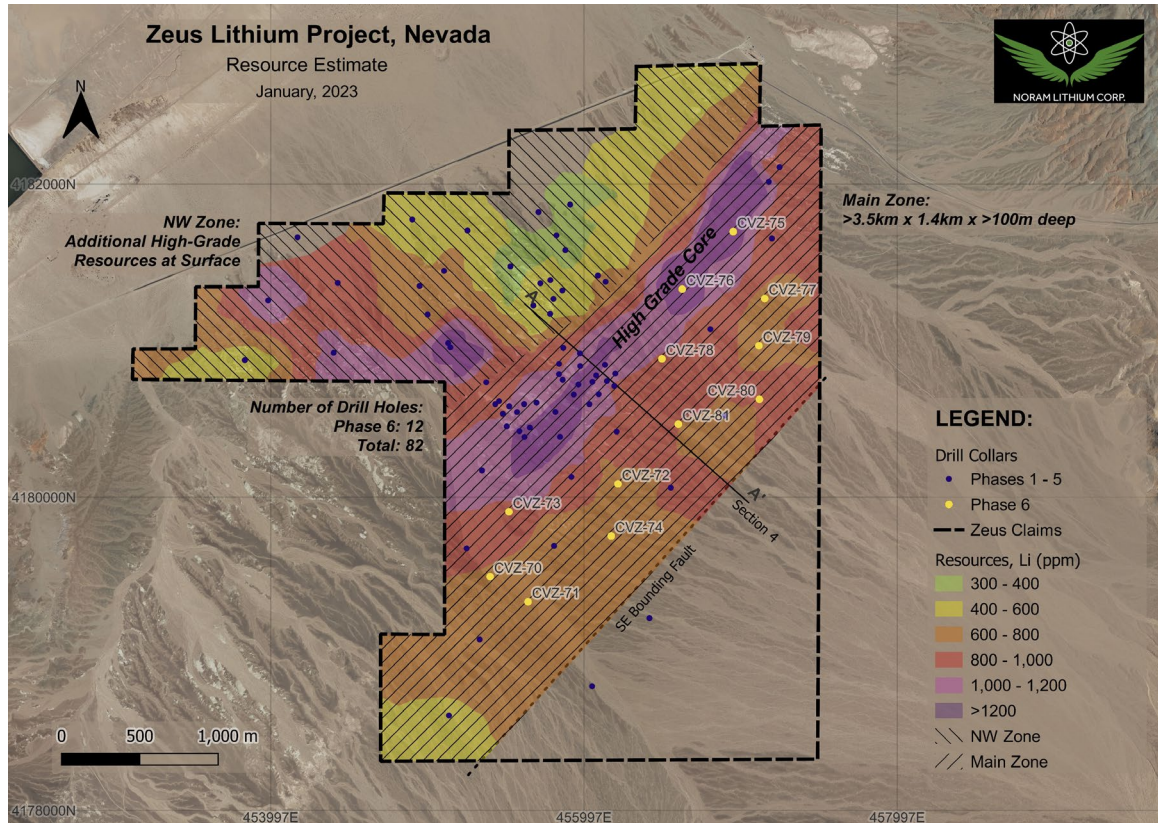 Zeus Lithium Project, Nevada
Resource Estimate
January, 2023
N
NORAM LITHIUM CORP.
4182000N
NW Zone:
Additional High-Grade
Resources at Surface
Main Zone:
>3.5km x 1.4km x >100m deep
High Grade Core
CVZ-75
CVZ-76
CVZ-77
CVZ-79
CVZ-78
CVZ-80
CVZ-81
A
Number of Drill Holes:
Phase 6: 12
Total: 82
CVZ-72
CVZ-73
CVZ-74
CVZ-70
CVZ-71
A'
Section 4
SE Bounding Fault
4180000N
LEGEND:
Drill Collars
Phases 1 - 5
Phase 6
Zeus Claims
Resources, Li (ppm)
300 - 400
400 - 600
600 - 800
800 - 1,000
1,000 - 1,200
>1200
NW Zone
Main Zone
0 500 1,000 m
4178000N
453997E
455997E
457997E